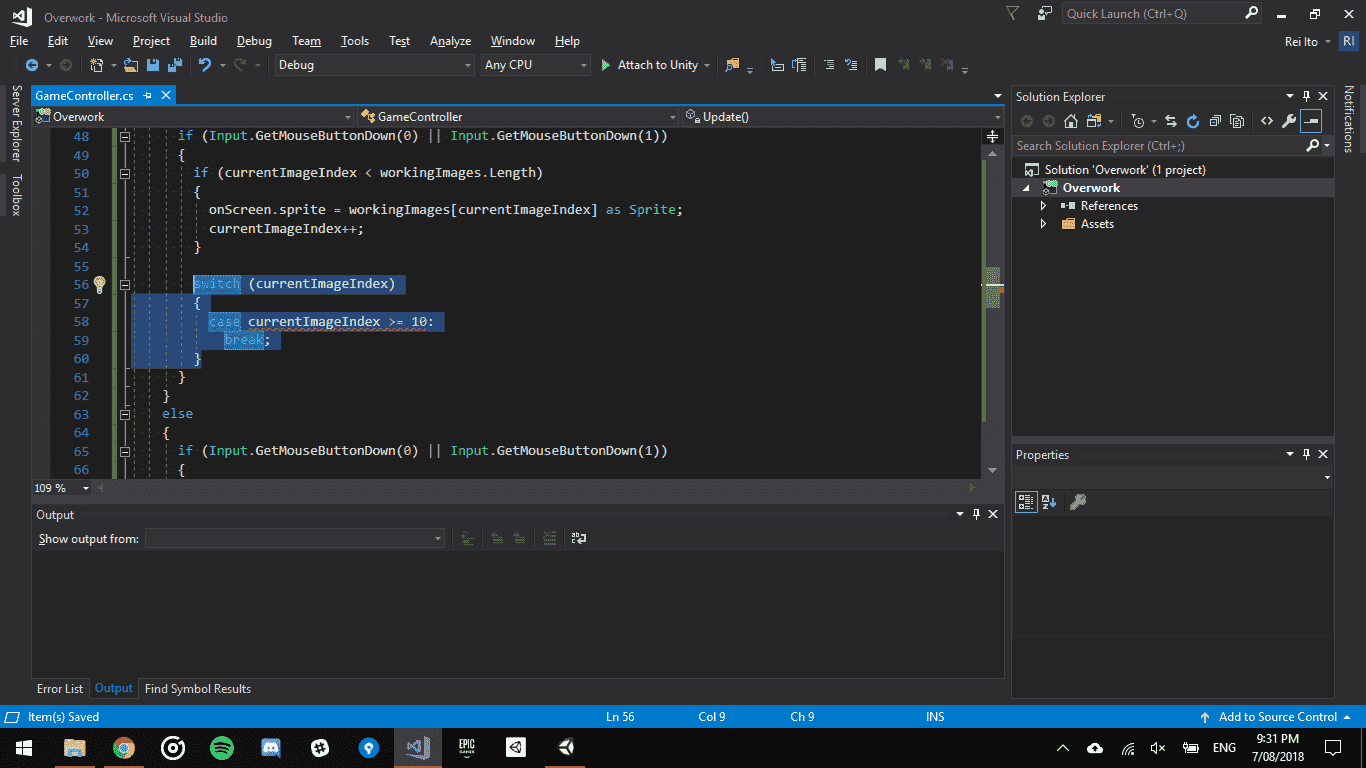 Overwork - Microsoft Visual Studio
Quick Launch (Ctrl+Q)
File Edit View Project Build Debug Team Tools Test Analyze Window Help
Rei Ito RI
Debug Any CPU Attach to Unity
Server Explorer
Toolbox
GameController.cs
Overwork GameController Update()
48 if (Input.GetMouseButtonDown(0) || Input.GetMouseButtonDown(1))
49 {
50 if (currentImageIndex < workingImages.Length)
51 {
52 onScreen.sprite = workingImages[currentImageIndex] as Sprite;
53 currentImageIndex++;
54 }
55
56 switch (currentImageIndex)
57 {
58 case currentImageIndex >= 10:
59 break;
60 }
61 }
62 }
63 else
64 {
65 if (Input.GetMouseButtonDown(0) || Input.GetMouseButtonDown(1))
66 {
109 %
Output
Show output from:
Error List Output Find Symbol Results
Solution Explorer
Search Solution Explorer (Ctrl+;)
Solution 'Overwork' (1 project)
Overwork
References
Assets
Properties
Notifications
Item(s) Saved Ln 56 Col 9 Ch 9 INS Add to Source Control
EPIC GAMES
ENG
9:31 PM
7/08/2018